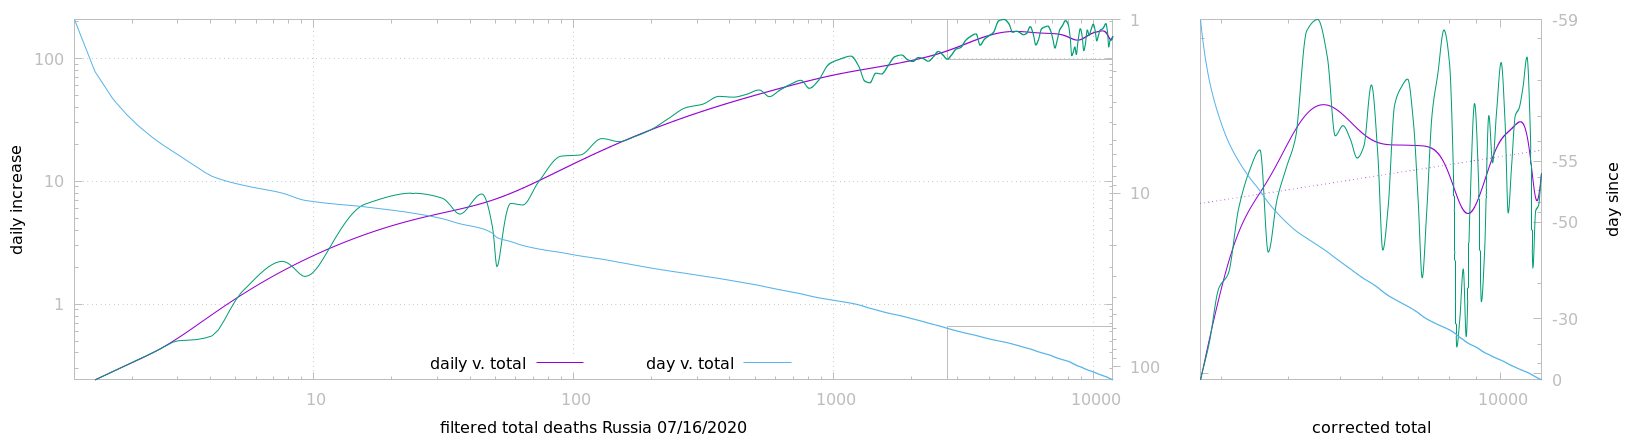 daily increase
100
10
1
10
100
1000
10000
1
10
100
daily v. total
day v. total
filtered total deaths Russia 07/16/2020
-59
-55
-50
-30
0
10000
day since
corrected total